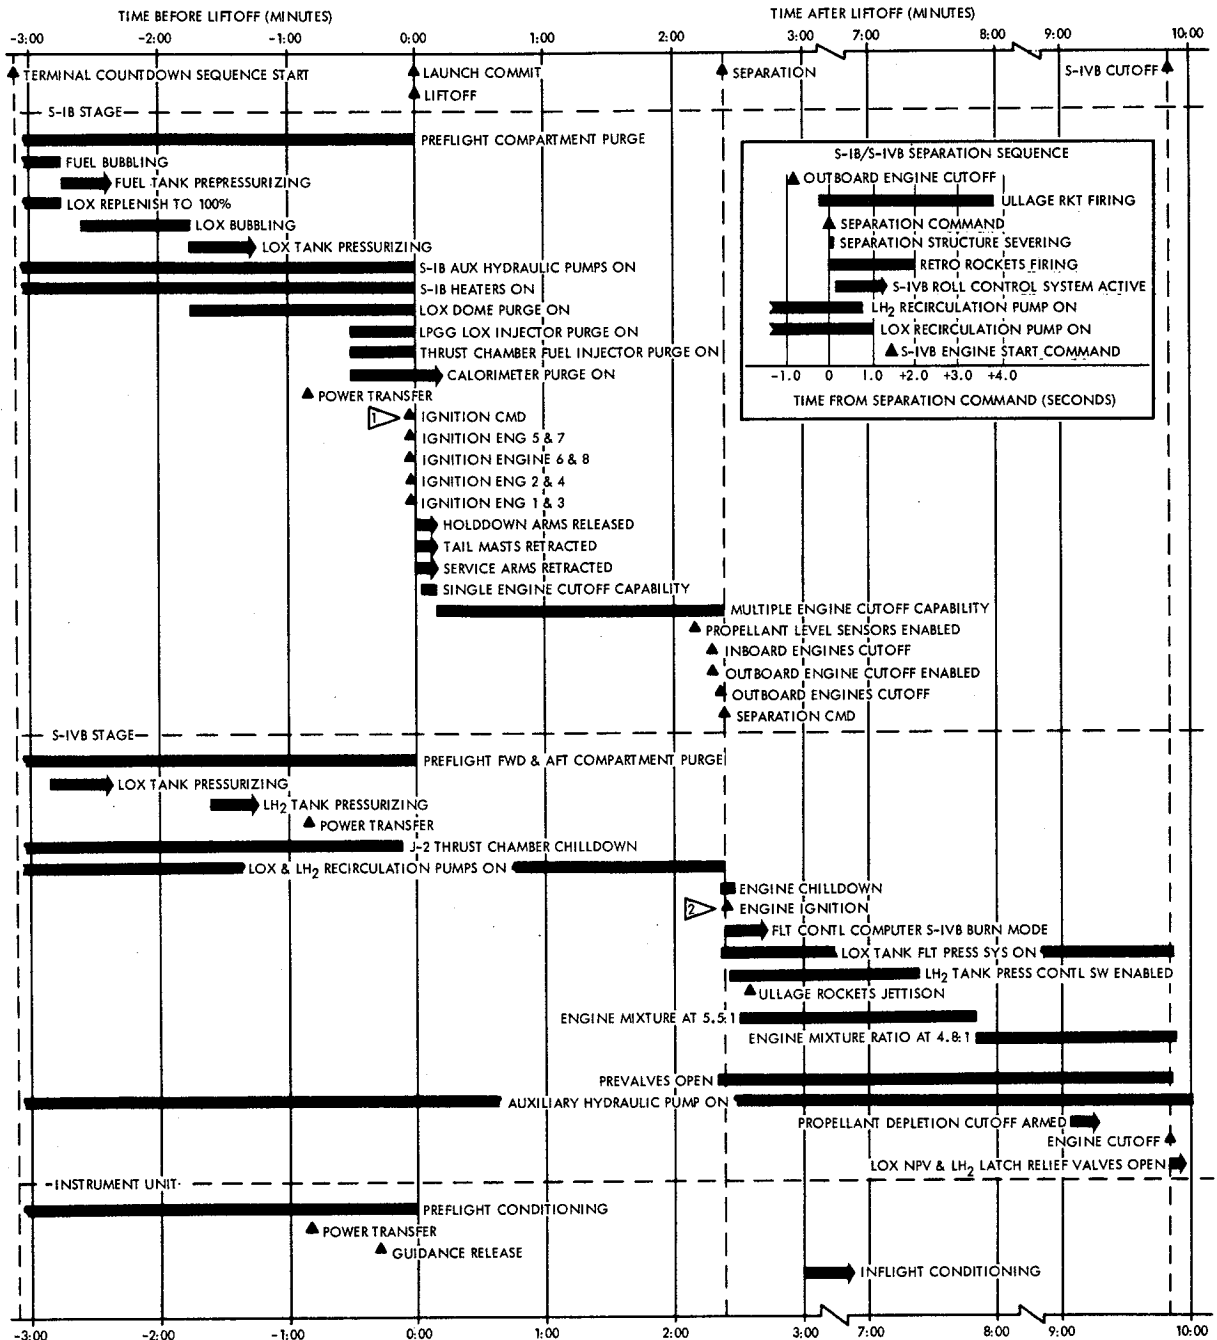 TIME BEFORE LIFTOFF (MINUTES)
TIME AFTER LIFTOFF (MINUTES)
-3:00 -2:00 -1:00 0:00 1:00 2:00 3:00 7:00 8:00 9:00 10:00
TERMINAL COUNTDOWN SEQUENCE START
LAUNCH COMMIT
SEPARATION
S-IVB CUTOFF
LIFTOFF
S-IB STAGE
PREFLIGHT COMPARTMENT PURGE
FUEL BUBBLING
FUEL TANK PREPRESSURIZING
LOX REPLENISH TO 100%
LOX BUBBLING
LOX TANK PRESSURIZING
S-IB AUX HYDRAULIC PUMPS ON
S-IB HEATERS ON
LOX DOME PURGE ON
LPGG LOX INJECTOR PURGE ON
THRUST CHAMBER FUEL INJECTOR PURGE ON
CALORIMETER PURGE ON
POWER TRANSFER
1
IGNITION CMD
IGNITION ENG 5 & 7
IGNITION ENGINE 6 & 8
IGNITION ENG 2 & 4
IGNITION ENG 1 & 3
HOLDDOWN ARMS RELEASED
TAIL MASTS RETRACTED
SERVICE ARMS RETRACTED
SINGLE ENGINE CUTOFF CAPABILITY
MULTIPLE ENGINE CUTOFF CAPABILITY
PROPELLANT LEVEL SENSORS ENABLED
INBOARD ENGINES CUTOFF
OUTBOARD ENGINE CUTOFF ENABLED
OUTBOARD ENGINES CUTOFF
SEPARATION CMD
S-IB/S-IVB SEPARATION SEQUENCE
OUTBOARD ENGINE CUTOFF
ULLAGE RKT FIRING
SEPARATION COMMAND
SEPARATION STRUCTURE SEVERING
RETRO ROCKETS FIRING
S-IVB ROLL CONTROL SYSTEM ACTIVE
LH2 RECIRCULATION PUMP ON
LOX RECIRCULATION PUMP ON
S-IVB ENGINE START COMMAND
-1.0 0 1.0 +2.0 +3.0 +4.0
TIME FROM SEPARATION COMMAND (SECONDS)
S-IVB STAGE
PREFLIGHT FWD & AFT COMPARTMENT PURGE
LOX TANK PRESSURIZING
LH2 TANK PRESSURIZING
POWER TRANSFER
J-2 THRUST CHAMBER CHILLDOWN
LOX & LH2 RECIRCULATION PUMPS ON
ENGINE CHILLDOWN
2
ENGINE IGNITION
FLT CONTL COMPUTER S-IVB BURN MODE
LOX TANK FLT PRESS SYS ON
LH2 TANK PRESS CONTL SW ENABLED
ULLAGE ROCKETS JETTISON
ENGINE MIXTURE AT 5.5:1
ENGINE MIXTURE RATIO AT 4.8:1
PREVALVES OPEN
AUXILIARY HYDRAULIC PUMP ON
PROPELLANT DEPLETION CUTOFF ARMED
ENGINE CUTOFF
LOX NPV & LH2 LATCH RELIEF VALVES OPEN
INSTRUMENT UNIT
PREFLIGHT CONDITIONING
POWER TRANSFER
GUIDANCE RELEASE
INFLIGHT CONDITIONING
-3:00 -2:00 -1:00 0:00 1:00 2:00 3:00 7:00 8:00 9:00 10:00